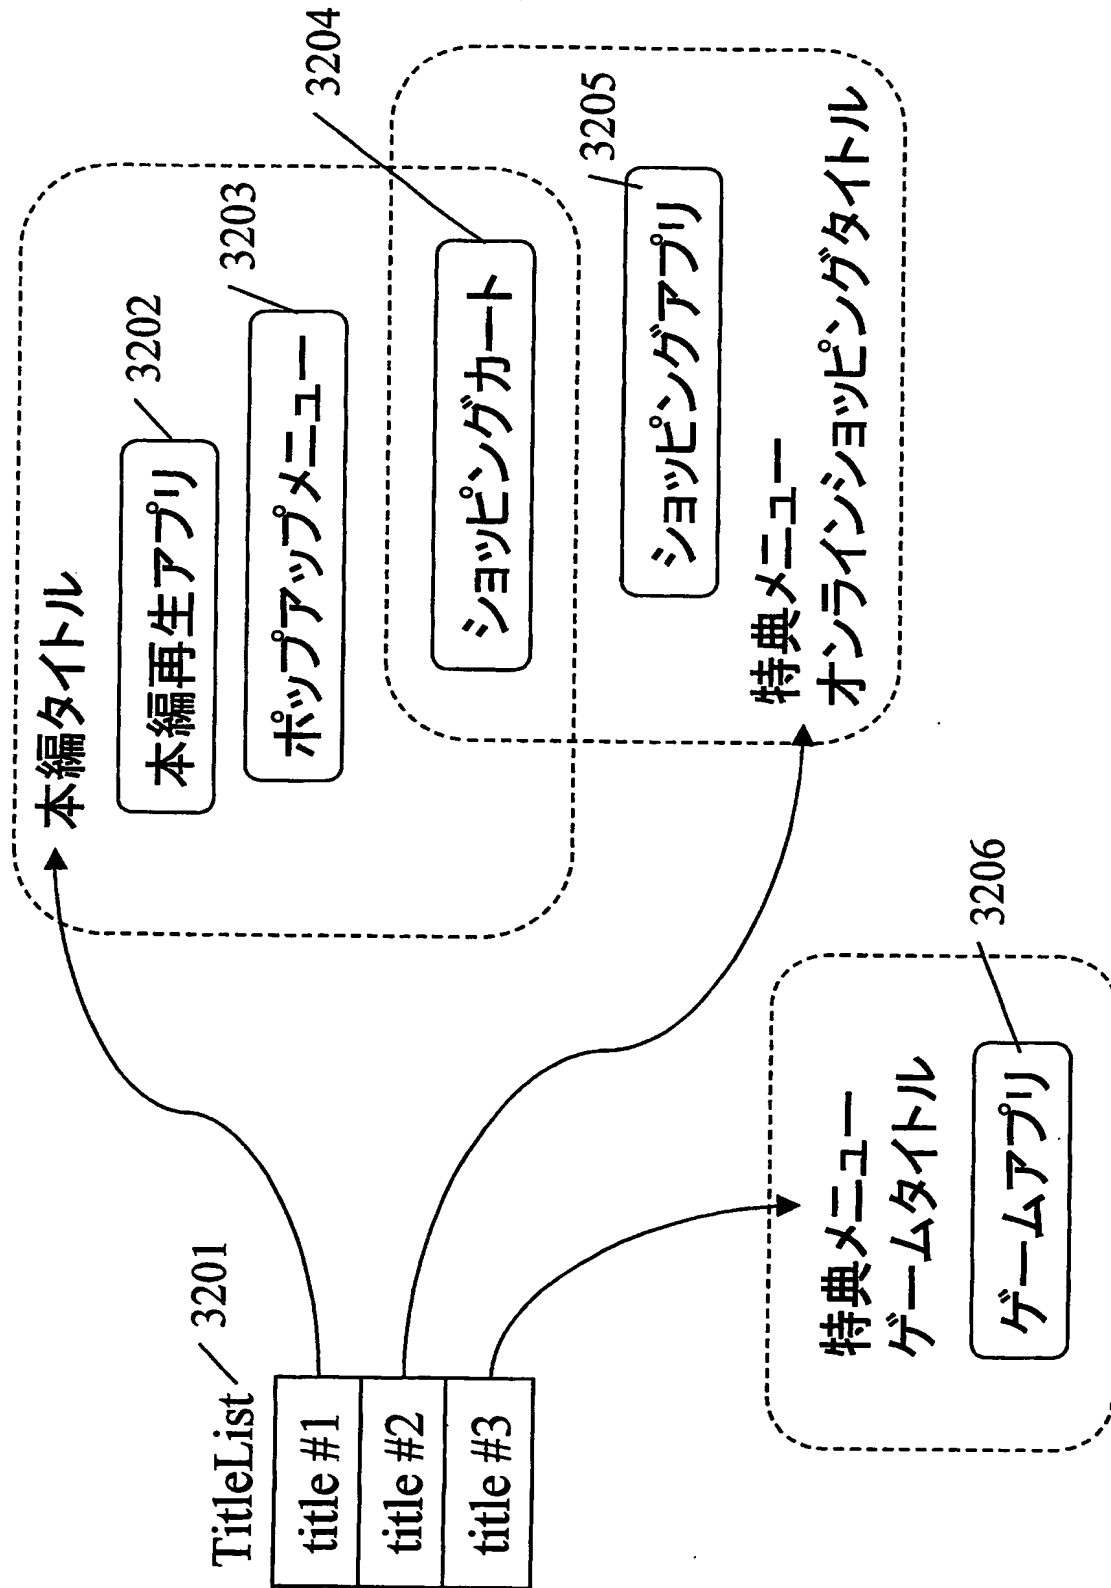 TitleList
3201
title #1
title #2
title #3
本編タイトル
本編再生アプリ
3202
ポップアップメニュー
3203
ショッピングカート
3204
ショッピングアプリ
3205
特典メニュー
オンラインショッピングタイトル
特典メニュー
ゲームタイトル
ゲームアプリ
3206